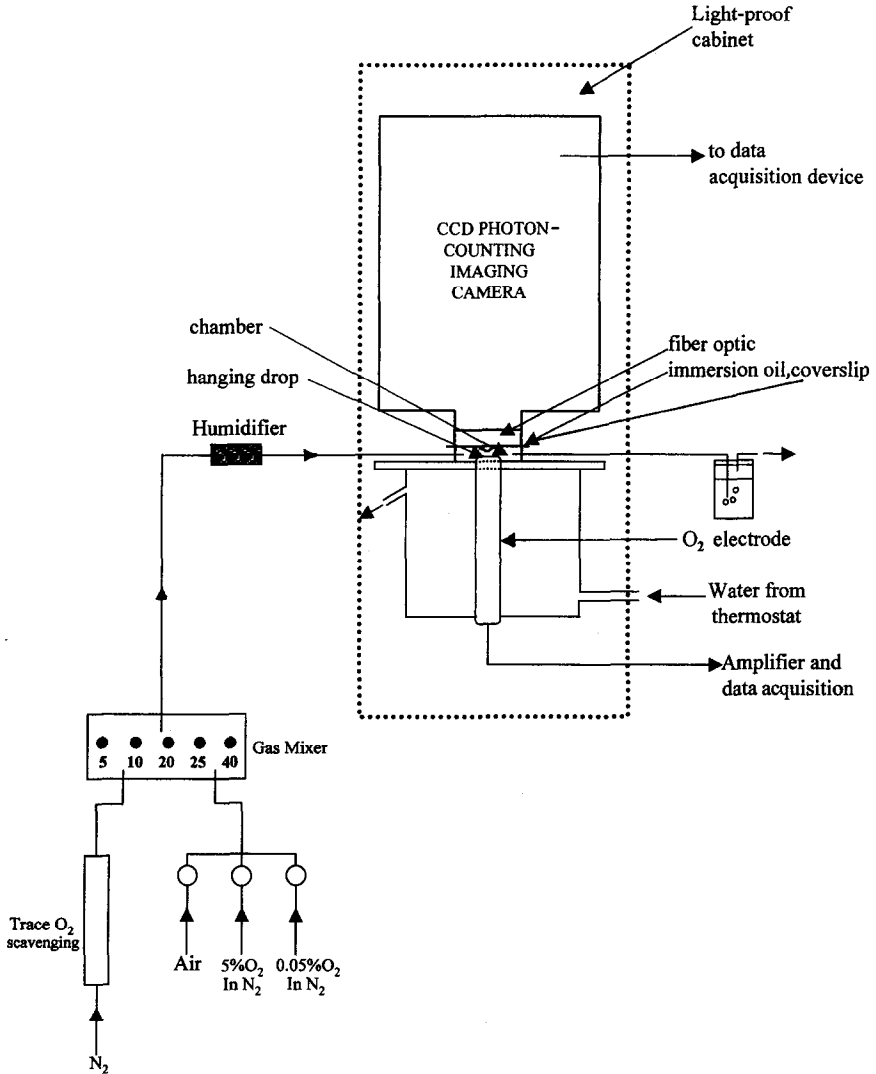 Light-proof
cabinet
to data
acquisition device
CCD PHOTON-
COUNTING
IMAGING
CAMERA
chamber
fiber optic
hanging drop
immersion oil,coverslip
Humidifier
O2 electrode
Water from
thermostat
Amplifier and
data acquisition
5 10 20 25 40
Gas Mixer
Trace O2
scavenging
Air
5%O2
In N2
0.05%O2
In N2
N2